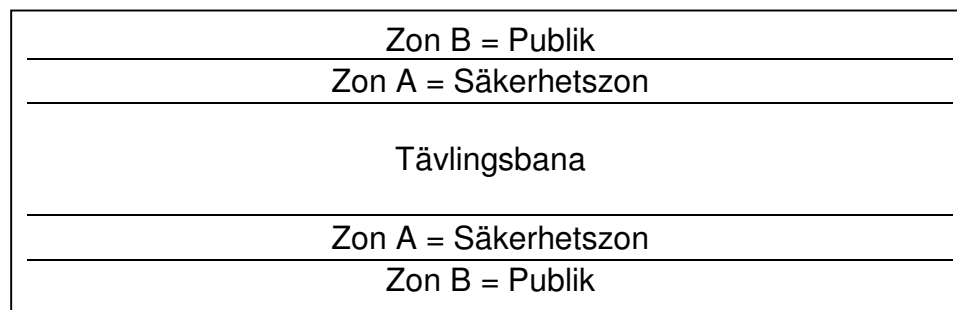 Zon B = Publik
Zon A = Säkerhetszon
Tävlingsbana
Zon A = Säkerhetszon
Zon B = Publik